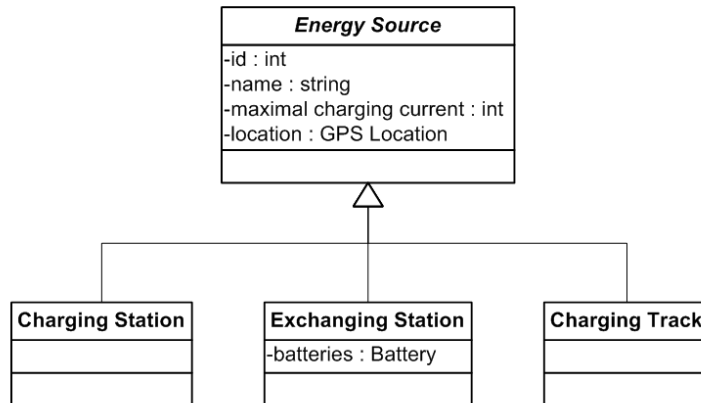 Energy Source
-id : int
-name : string
-maximal charging current : int
-location : GPS Location
Charging Station
Exchanging Station
Charging Track
-batteries : Battery